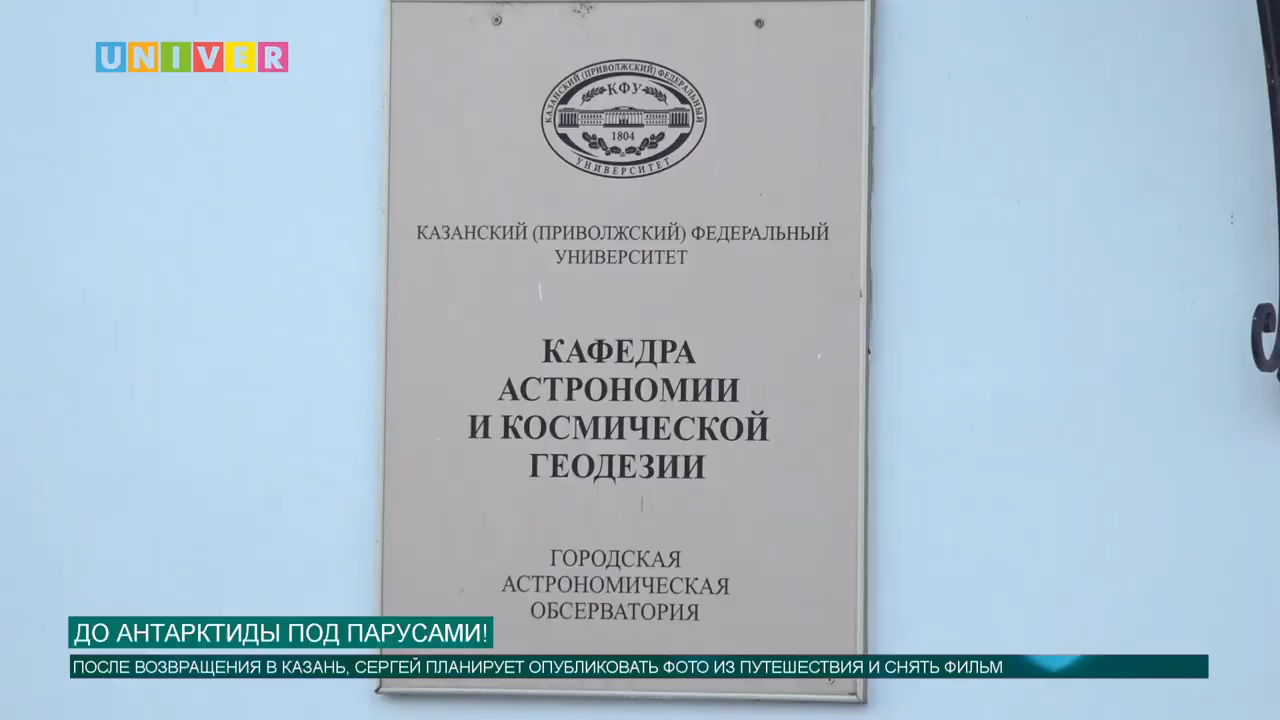 UNIVER
КАЗАНСКИЙ (ПРИВОЛЖСКИЙ) ФЕДЕРАЛЬНЫЙ
КФУ
1804
УНИВЕРСИТЕТ
КАЗАНСКИЙ (ПРИВОЛЖСКИЙ) ФЕДЕРАЛЬНЫЙ
УНИВЕРСИТЕТ
КАФЕДРА
АСТРОНОМИИ
И КОСМИЧЕСКОЙ
ГЕОДЕЗИИ
ГОРОДСКАЯ
АСТРОНОМИЧЕСКАЯ
ОБСЕРВАТОРИЯ
ДО АНТАРКТИДЫ ПОД ПАРУСАМИ!
ПОСЛЕ ВОЗВРАЩЕНИЯ В КАЗАНЬ, СЕРГЕЙ ПЛАНИРУЕТ ОПУБЛИКОВАТЬ ФОТО ИЗ ПУТЕШЕСТВИЯ И СНЯТЬ ФИЛЬМ